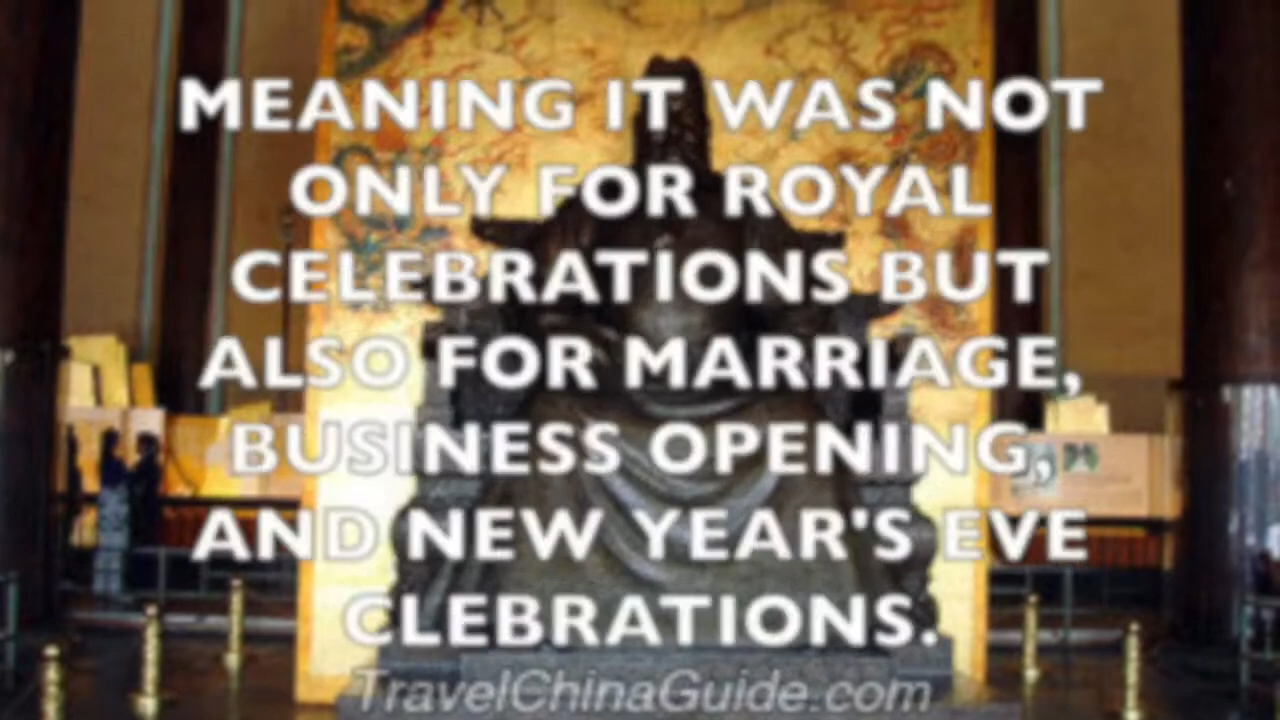 MEANING IT WAS NOT
ONLY FOR ROYAL
CELEBRATIONS BUT
ALSO FOR MARRIAGE,
BUSINESS OPENING,
AND NEW YEAR'S EVE
CLEBRATIONS.
TravelChinaGuide.com